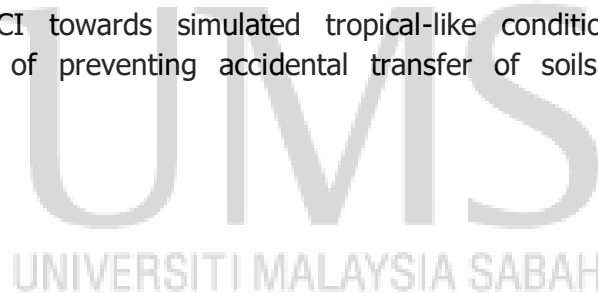 CI towards simulated tropical-like conditio
of preventing accidental transfer of soils
UMS
UNIVERSITI MALAYSIA SABAH